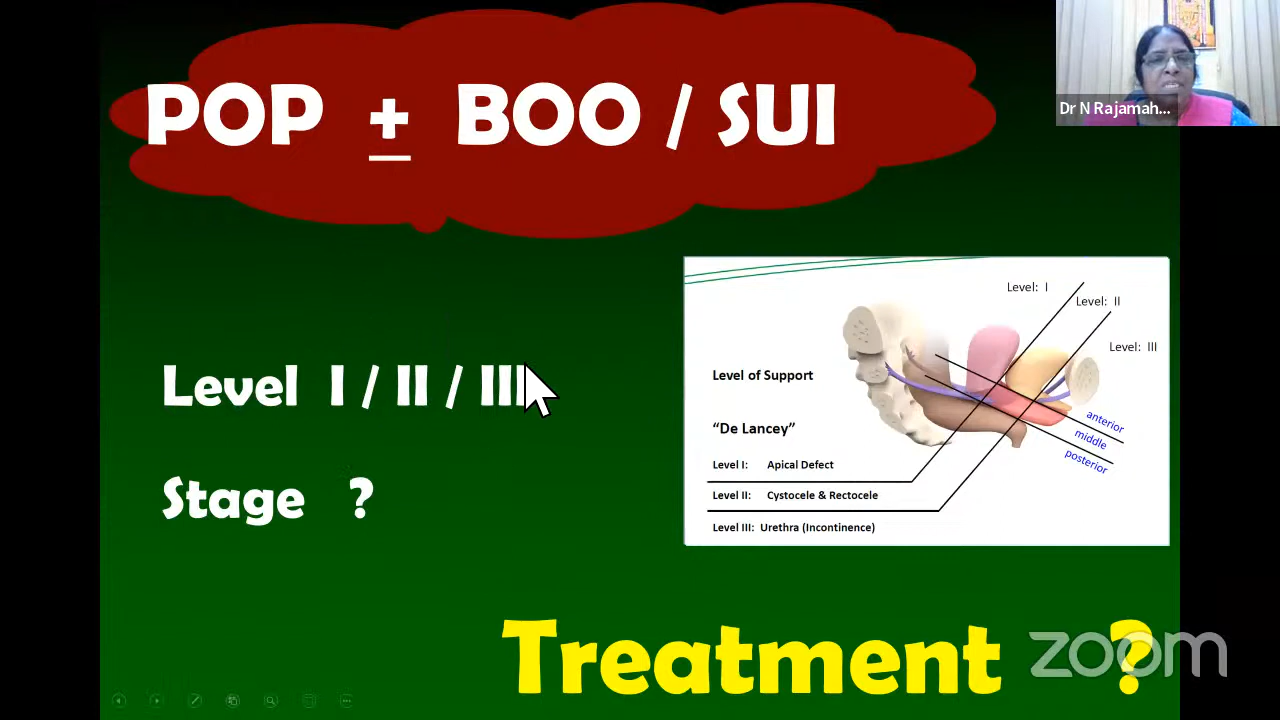 POP + BOO / SUI
Dr N Rajamah...
Level I / II / III
Stage ?
Level: I
Level: II
Level: III
Level of Support
“De Lancey”
anterior
middle
posterior
Level I: Apical Defect
Level II: Cystocele & Rectocele
Level III: Urethra (Incontinence)
Treatment ?
zoom